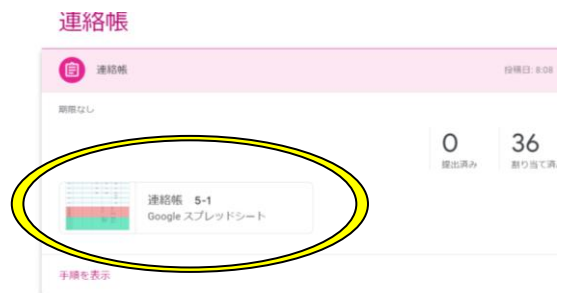 連絡帳
連絡帳
投稿日: 8:08
期限なし
0
36
提出済み
割り当て済
連絡帳 5-1
Google スプレッドシート
手順を表示